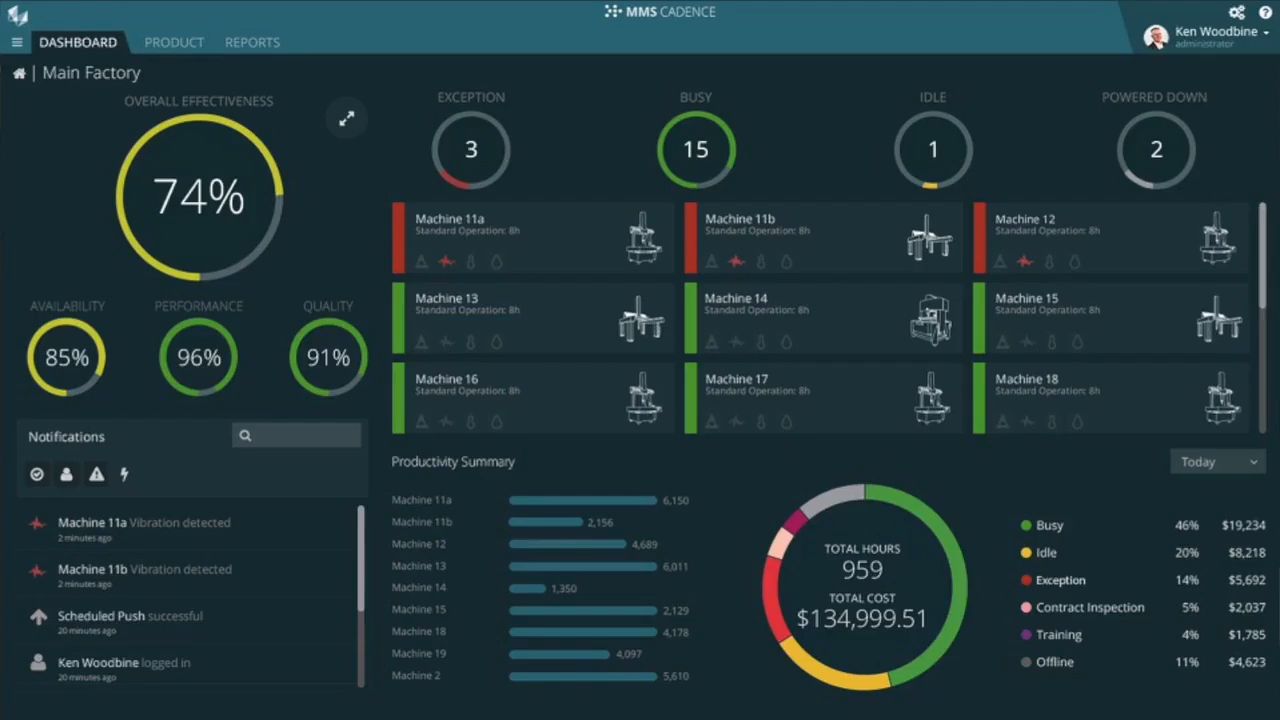 MMS CADENCE
DASHBOARD PRODUCT REPORTS
Ken Woodbine
administrator
| Main Factory
OVERALL EFFECTIVENESS
74%
AVAILABILITY PERFORMANCE QUALITY
85% 96% 91%
EXCEPTION BUSY IDLE POWERED DOWN
3 15 1 2
Machine 11a
Standard Operation: 8h
Machine 11b
Standard Operation: 8h
Machine 12
Standard Operation: 8h
Machine 13
Standard Operation: 8h
Machine 14
Standard Operation: 8h
Machine 15
Standard Operation: 8h
Machine 16
Standard Operation: 8h
Machine 17
Standard Operation: 8h
Machine 18
Standard Operation: 8h
Notifications
Machine 11a Vibration detected
2 minutes ago
Machine 11b Vibration detected
2 minutes ago
Scheduled Push successful
20 minutes ago
Ken Woodbine logged in
20 minutes ago
Productivity Summary
Today
Machine 11a 6,150
Machine 11b 2,156
Machine 12 4,689
Machine 13 6,011
Machine 14 1,350
Machine 15 2,129
Machine 18 4,178
Machine 19 4,097
Machine 2 5,610
TOTAL HOURS
959
TOTAL COST
$134,999.51
Busy 46% $19,234
Idle 20% $8,218
Exception 14% $5,692
Contract Inspection 5% $2,037
Training 4% $1,785
Offline 11% $4,623